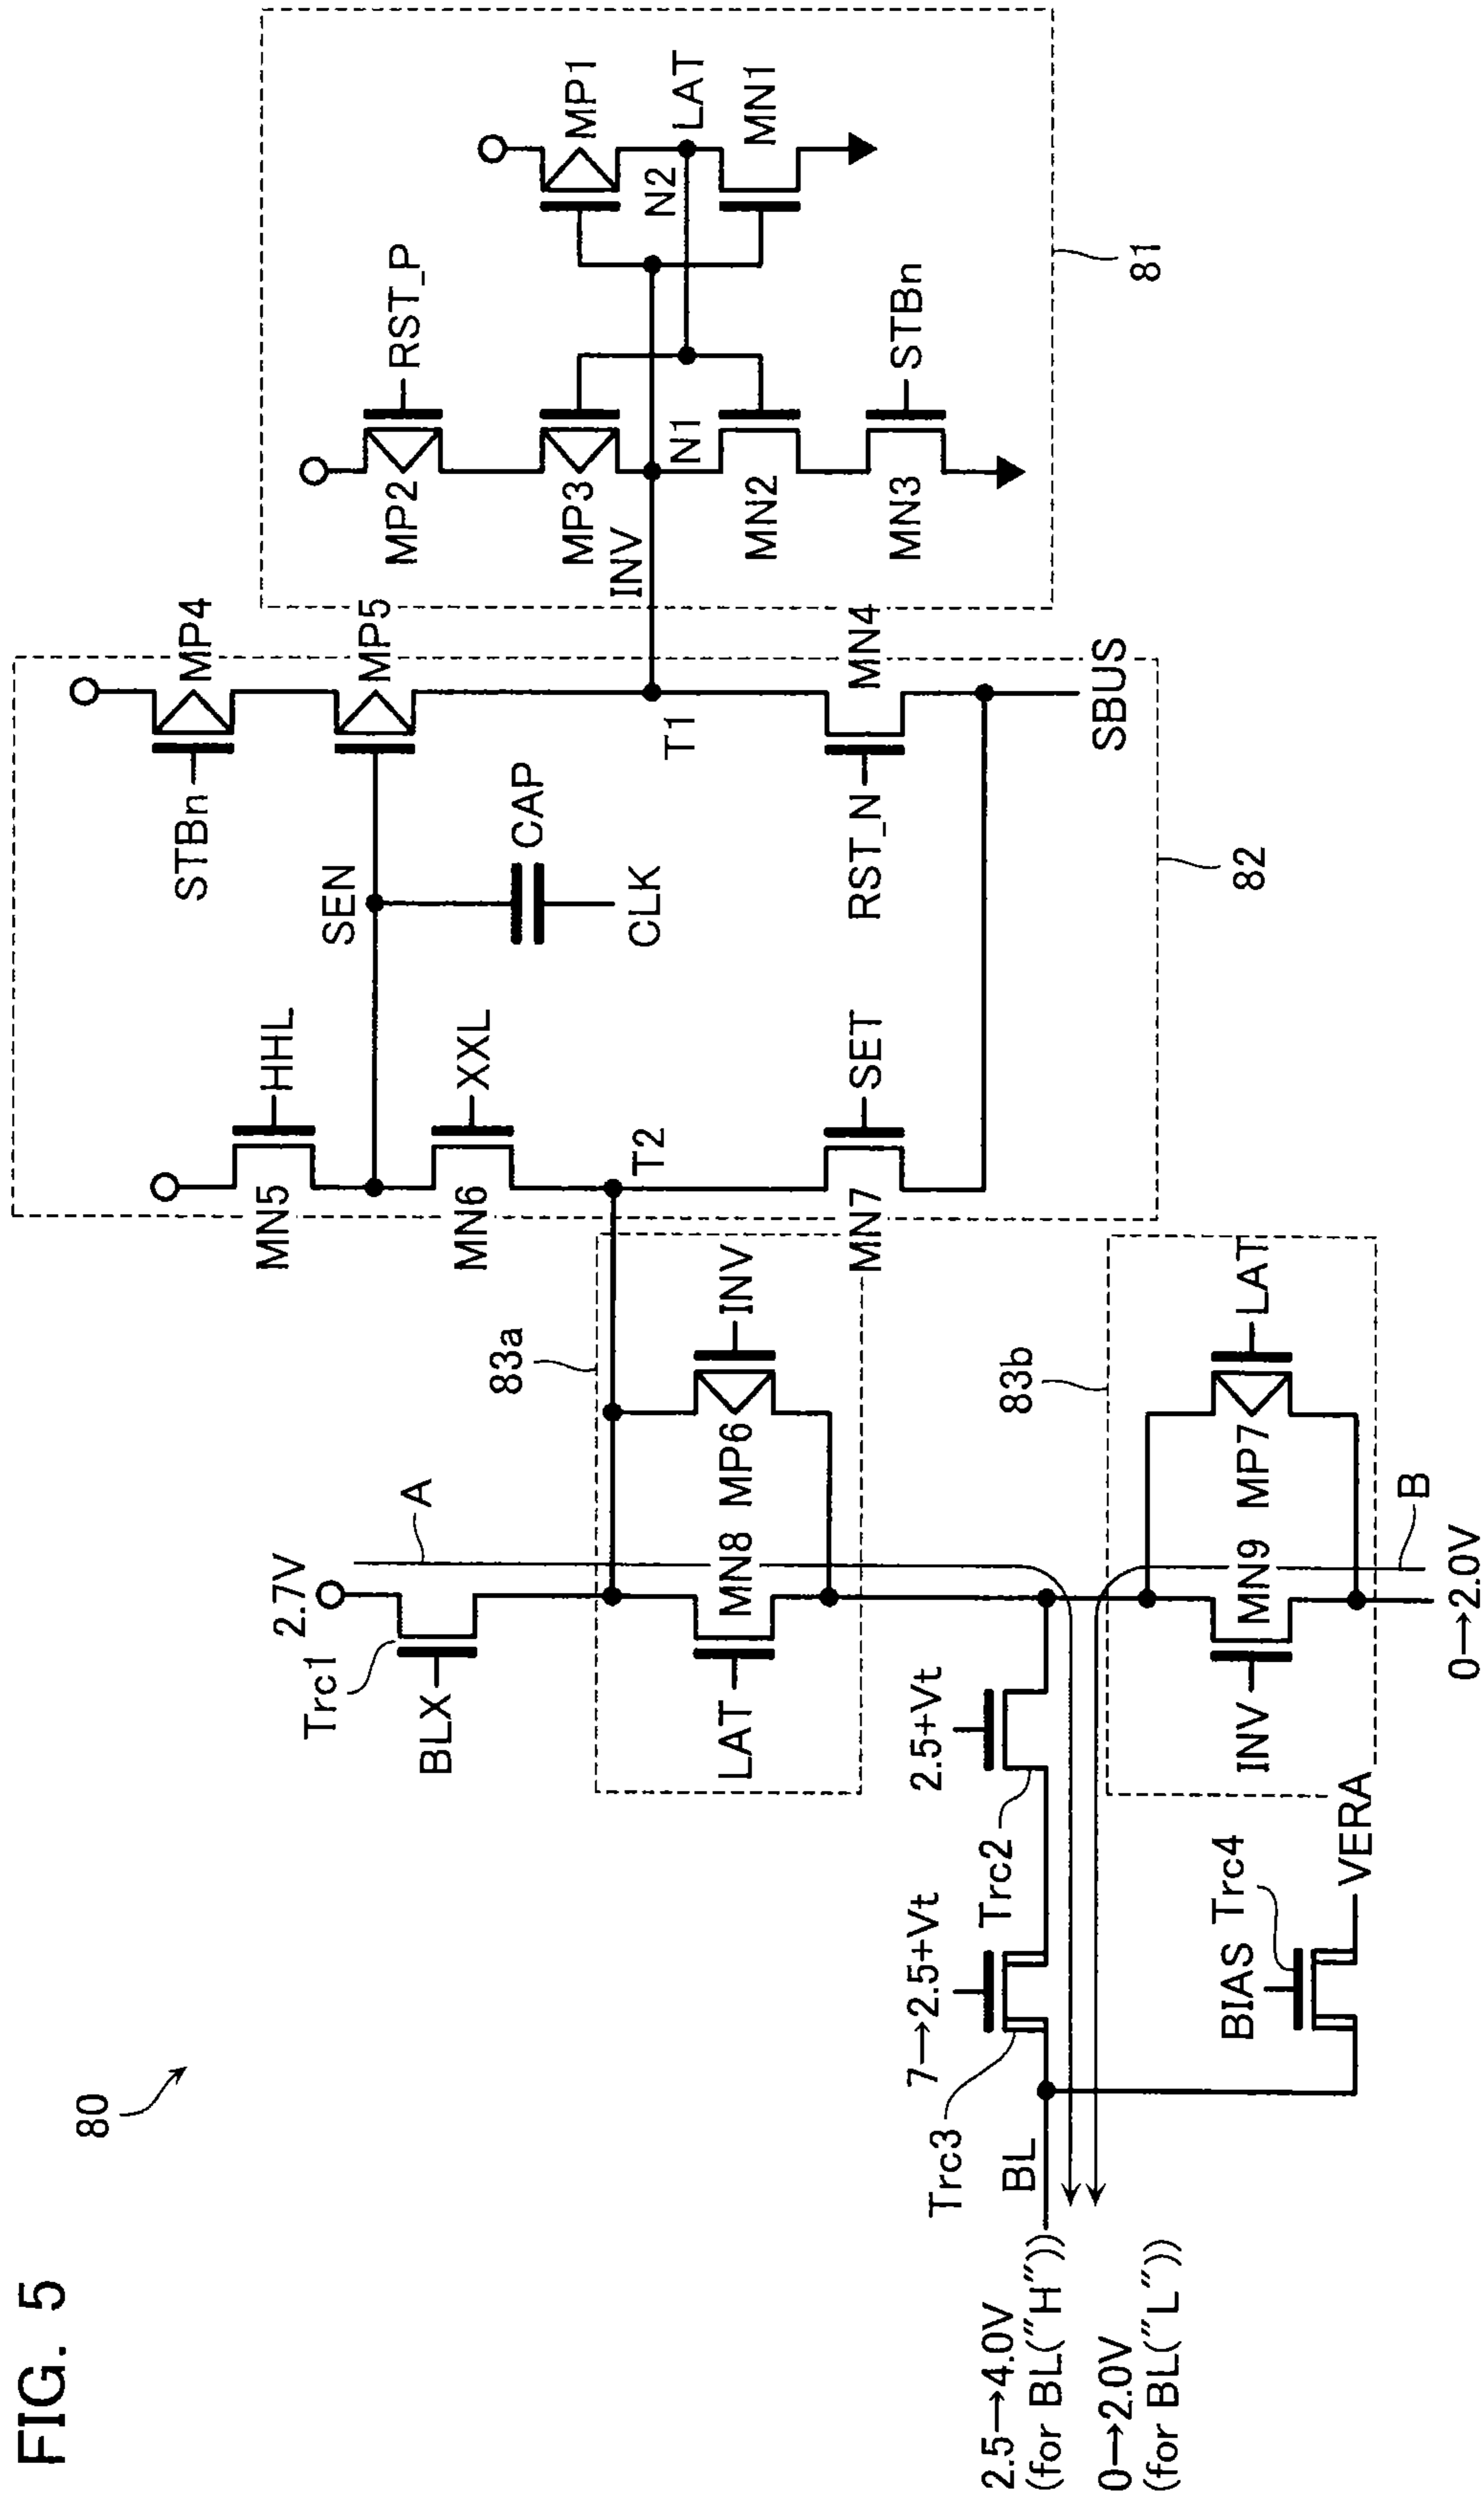 FIG. 5
80
2.7V
Trc1
BLX
A
83a
LAT
MN8
MP6
INV
HHL
MN5
XXL
MN6
T2
SET
MN7
STBn
MP4
MP5
SEN
CAP
CLK
T1
RST_N
MN4
SBUS
82
INV
RST_P
MP2
MP3
N1
MN2
MN3
STBn
MP1
N2
LAT
MN1
81
83b
INV
MN9
MP7
LAT
B
0→2.0V
2.5+Vt
Trc2
7→2.5+Vt
Trc3
BL
BIAS
Trc4
VERA
2.5→4.0V
(for BL("H"))
0→2.0V
(for BL("L"))